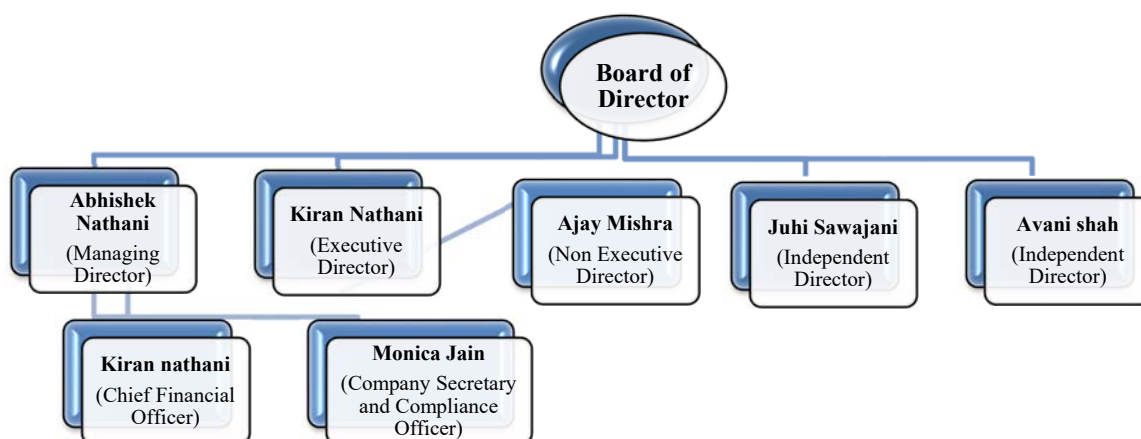 Board of
Director
Abhishek
Nathani
(Managing
Director)
Kiran Nathani
(Executive
Director)
Ajay Mishra
(Non Executive
Director)
Juhi Sawajani
(Independent
Director)
Avani shah
(Independent
Director)
Kiran nathani
(Chief Financial
Officer)
Monica Jain
(Company Secretary
and Compliance
Officer)